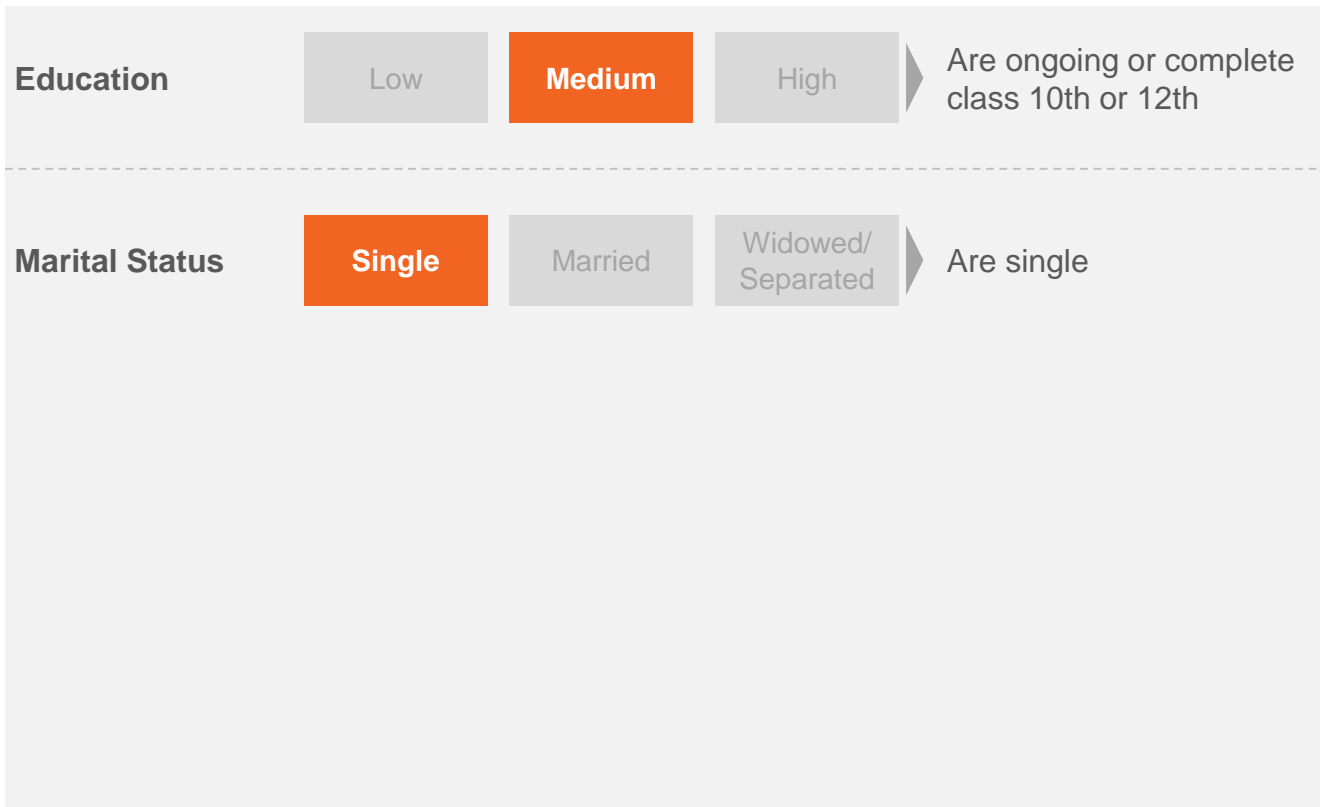 Education
Low
Medium
High
Are ongoing or complete
class 10th or 12th
Marital Status
Single
Married
Widowed/
Separated
Are single